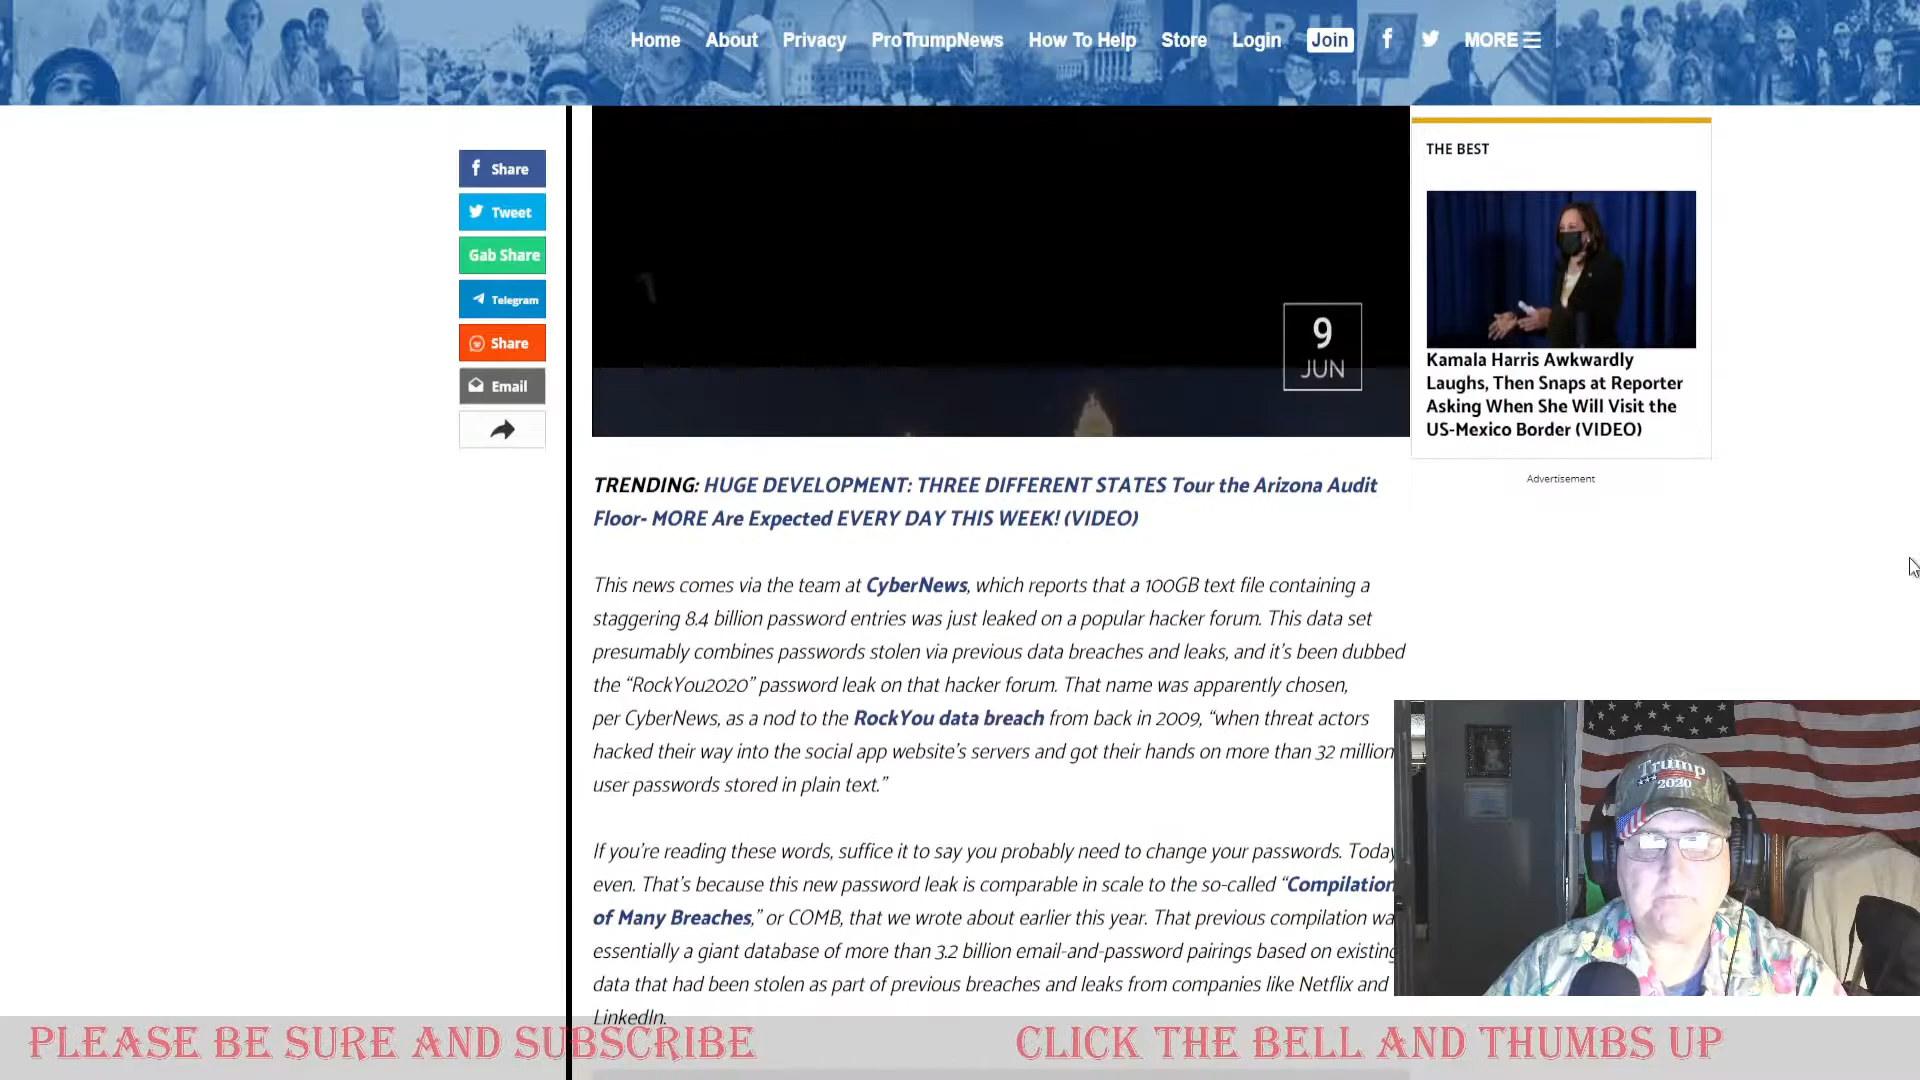 Home About Privacy ProTrumpNews How To Help Store Login Join MORE
Share
Tweet
Gab Share
Telegram
Share
Email
9
JUN
THE BEST
Kamala Harris Awkwardly
Laughs, Then Snaps at Reporter
Asking When She Will Visit the
US-Mexico Border (VIDEO)
Advertisement
TRENDING: HUGE DEVELOPMENT: THREE DIFFERENT STATES Tour the Arizona Audit
Floor- MORE Are Expected EVERY DAY THIS WEEK! (VIDEO)
This news comes via the team at CyberNews, which reports that a 100GB text file containing a
staggering 8.4 billion password entries was just leaked on a popular hacker forum. This data set
presumably combines passwords stolen via previous data breaches and leaks, and it's been dubbed
the “RockYou2020” password leak on that hacker forum. That name was apparently chosen,
per CyberNews, as a nod to the RockYou data breach from back in 2009, “when threat actors
hacked their way into the social app website's servers and got their hands on more than 32 million
user passwords stored in plain text.”
If you're reading these words, suffice it to say you probably need to change your passwords. Today
even. That's because this new password leak is comparable in scale to the so-called “Compilation
of Many Breaches,” or COMB, that we wrote about earlier this year. That previous compilation wa
essentially a giant database of more than 3.2 billion email-and-password pairings based on existing
data that had been stolen as part of previous breaches and leaks from companies like Netflix and
LinkedIn.
Trump
2020
PLEASE BE SURE AND SUBSCRIBE
CLICK THE BELL AND THUMBS UP